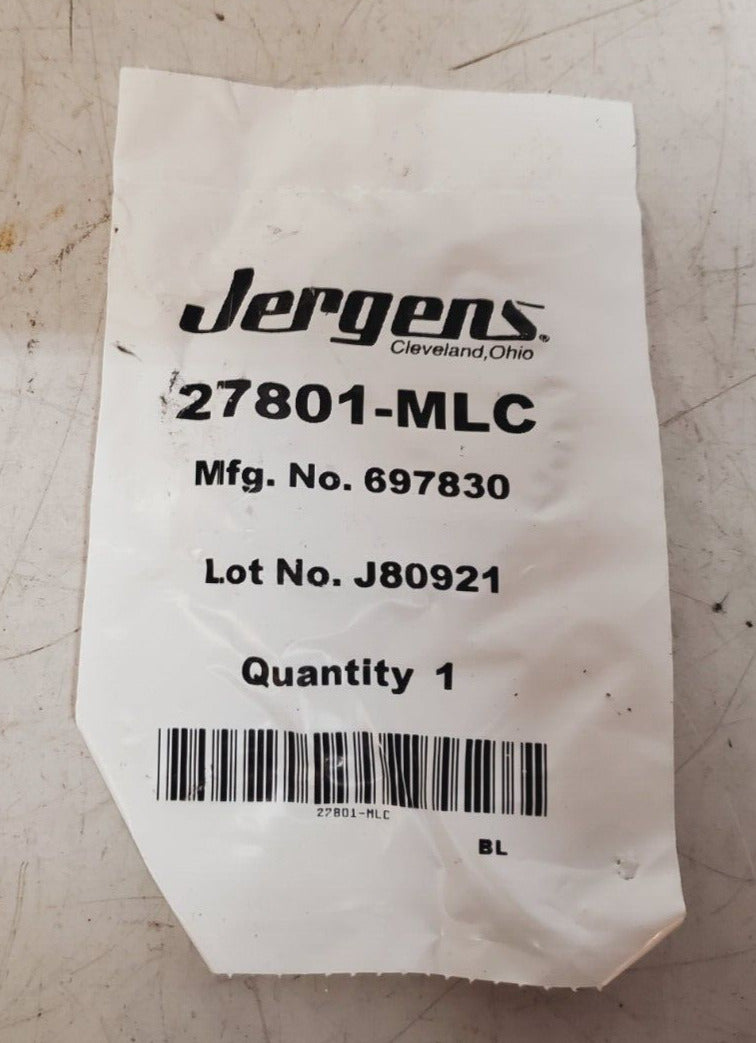 Jergens®
Cleveland,Ohio
27801-MLC
Mfg. No. 697830
Lot No. J80921
Quantity 1
27801-MLC
BL